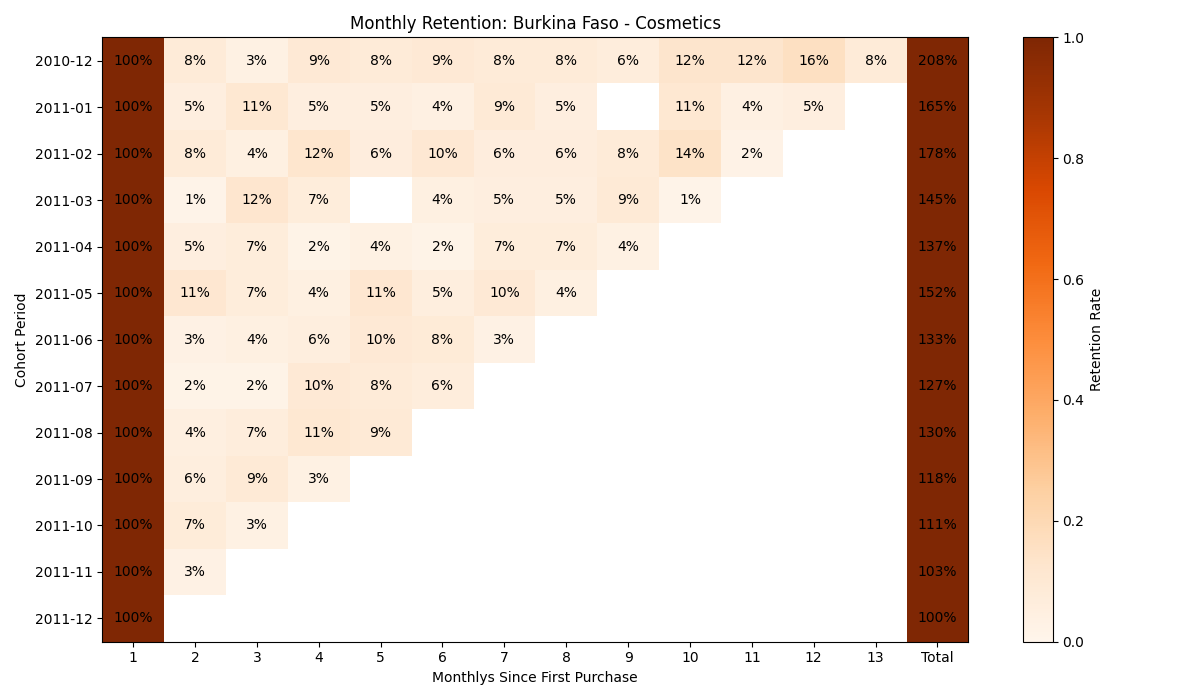 Monthly Retention: Burkina Faso - Cosmetics
2010-12 100% 8% 3% 9% 8% 9% 8% 8% 6% 12% 12% 16% 8% 208%
2011-01 100% 5% 11% 5% 5% 4% 9% 5% 11% 4% 5% 165%
2011-02 100% 8% 4% 12% 6% 10% 6% 6% 8% 14% 2% 178%
2011-03 100% 1% 12% 7% 4% 5% 5% 9% 1% 145%
2011-04 100% 5% 7% 2% 4% 2% 7% 7% 4% 137%
2011-05 100% 11% 7% 4% 11% 5% 10% 4% 152%
2011-06 100% 3% 4% 6% 10% 8% 3% 133%
2011-07 100% 2% 2% 10% 8% 6% 127%
2011-08 100% 4% 7% 11% 9% 130%
2011-09 100% 6% 9% 3% 118%
2011-10 100% 7% 3% 111%
2011-11 100% 3% 103%
2011-12 100% 100%
1 2 3 4 5 6 7 8 9 10 11 12 13 Total
Monthlys Since First Purchase
Cohort Period
1.0
0.8
0.6
0.4
0.2
0.0
Retention Rate